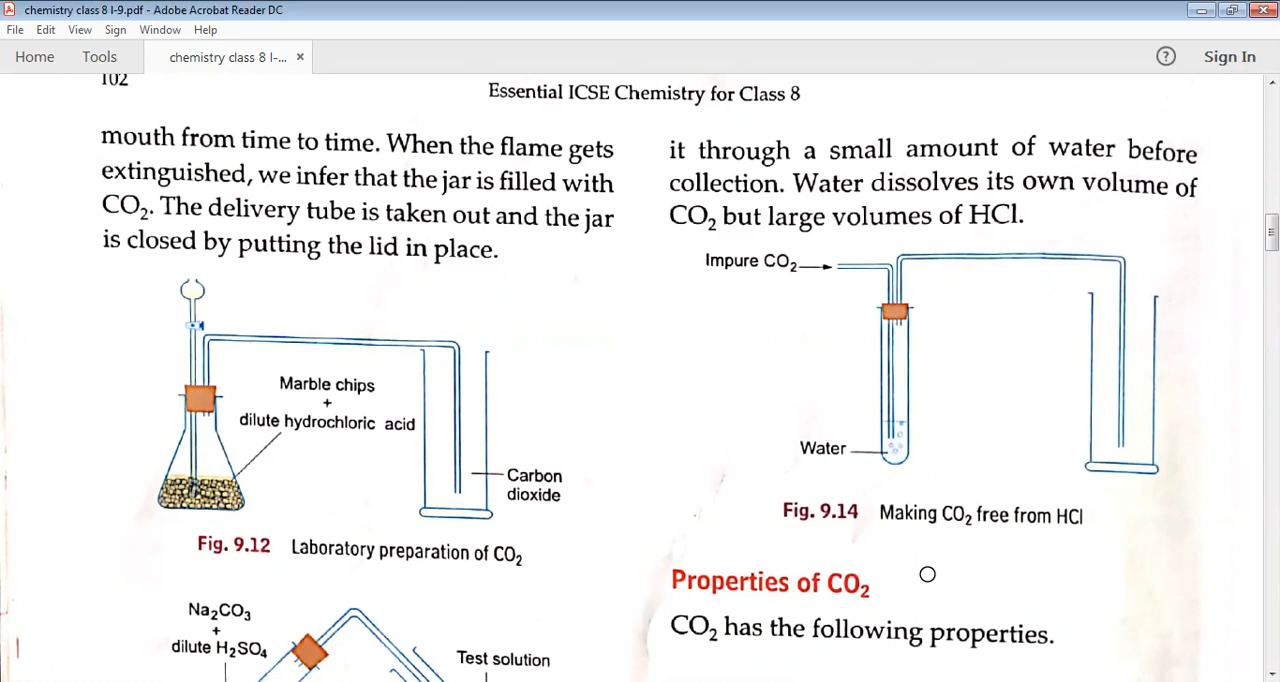 chemistry class 8 l-9.pdf - Adobe Acrobat Reader DC
File Edit View Sign Window Help
Home Tools chemistry class 8 l-... × ? Sign In
102
Essential ICSE Chemistry for Class 8
mouth from time to time. When the flame gets
extinguished, we infer that the jar is filled with
CO₂. The delivery tube is taken out and the jar
is closed by putting the lid in place.
Marble chips
+
dilute hydrochloric acid
Carbon
dioxide
Fig. 9.12 Laboratory preparation of CO₂
Na₂CO₃
+
dilute H₂SO₄
Test solution
it through a small amount of water before
collection. Water dissolves its own volume of
CO₂ but large volumes of HCl.
Impure CO₂
Water
Fig. 9.14 Making CO₂ free from HCl
Properties of CO₂
CO₂ has the following properties.